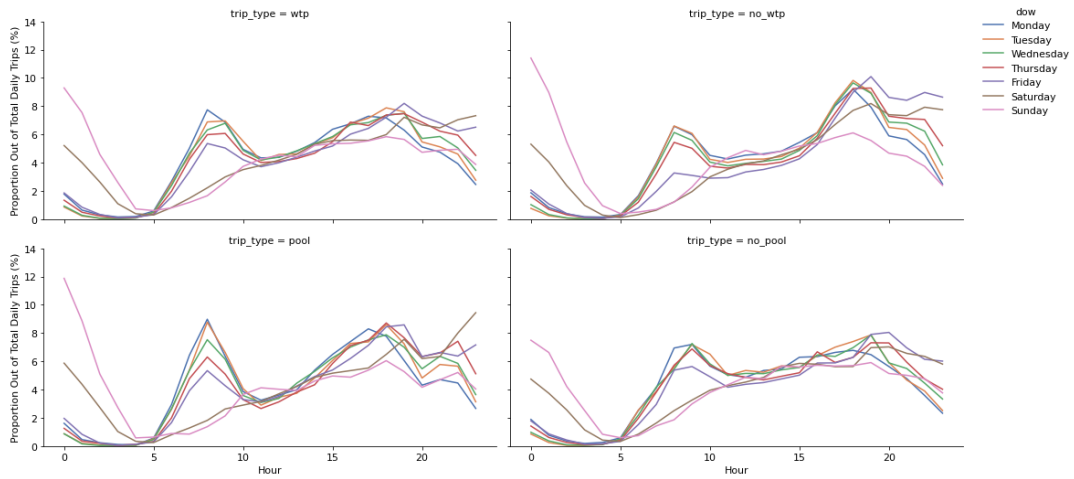 trip_type = wtp
trip_type = no_wtp
dow
Monday
Tuesday
Wednesday
Thursday
Friday
Saturday
Sunday
Proportion Out of Total Daily Trips (%)
14
12
10
8
6
4
2
0
trip_type = pool
trip_type = no_pool
Proportion Out of Total Daily Trips (%)
14
12
10
8
6
4
2
0
0 5 10 15 20
0 5 10 15 20
Hour
Hour